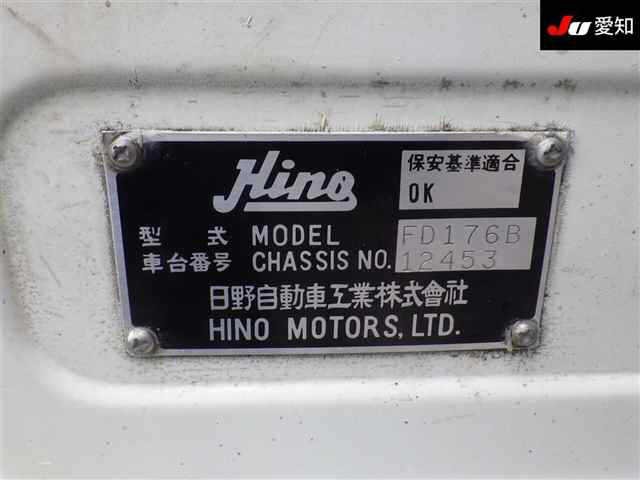 JU 愛知
Hino
保安基準適合
OK
型 式 MODEL FD176B
車台番号 CHASSIS NO. 12453
日野自動車工業株式會社
HINO MOTORS, LTD.